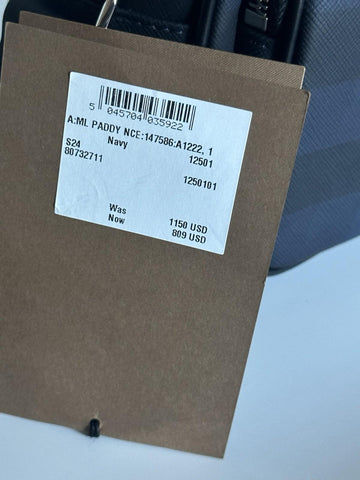 5 045704 035922
A:ML PADDY NCE:147586:A1222, 1
S24 Navy 12501
80732711
1250101
Was 1150 USD
Now 809 USD